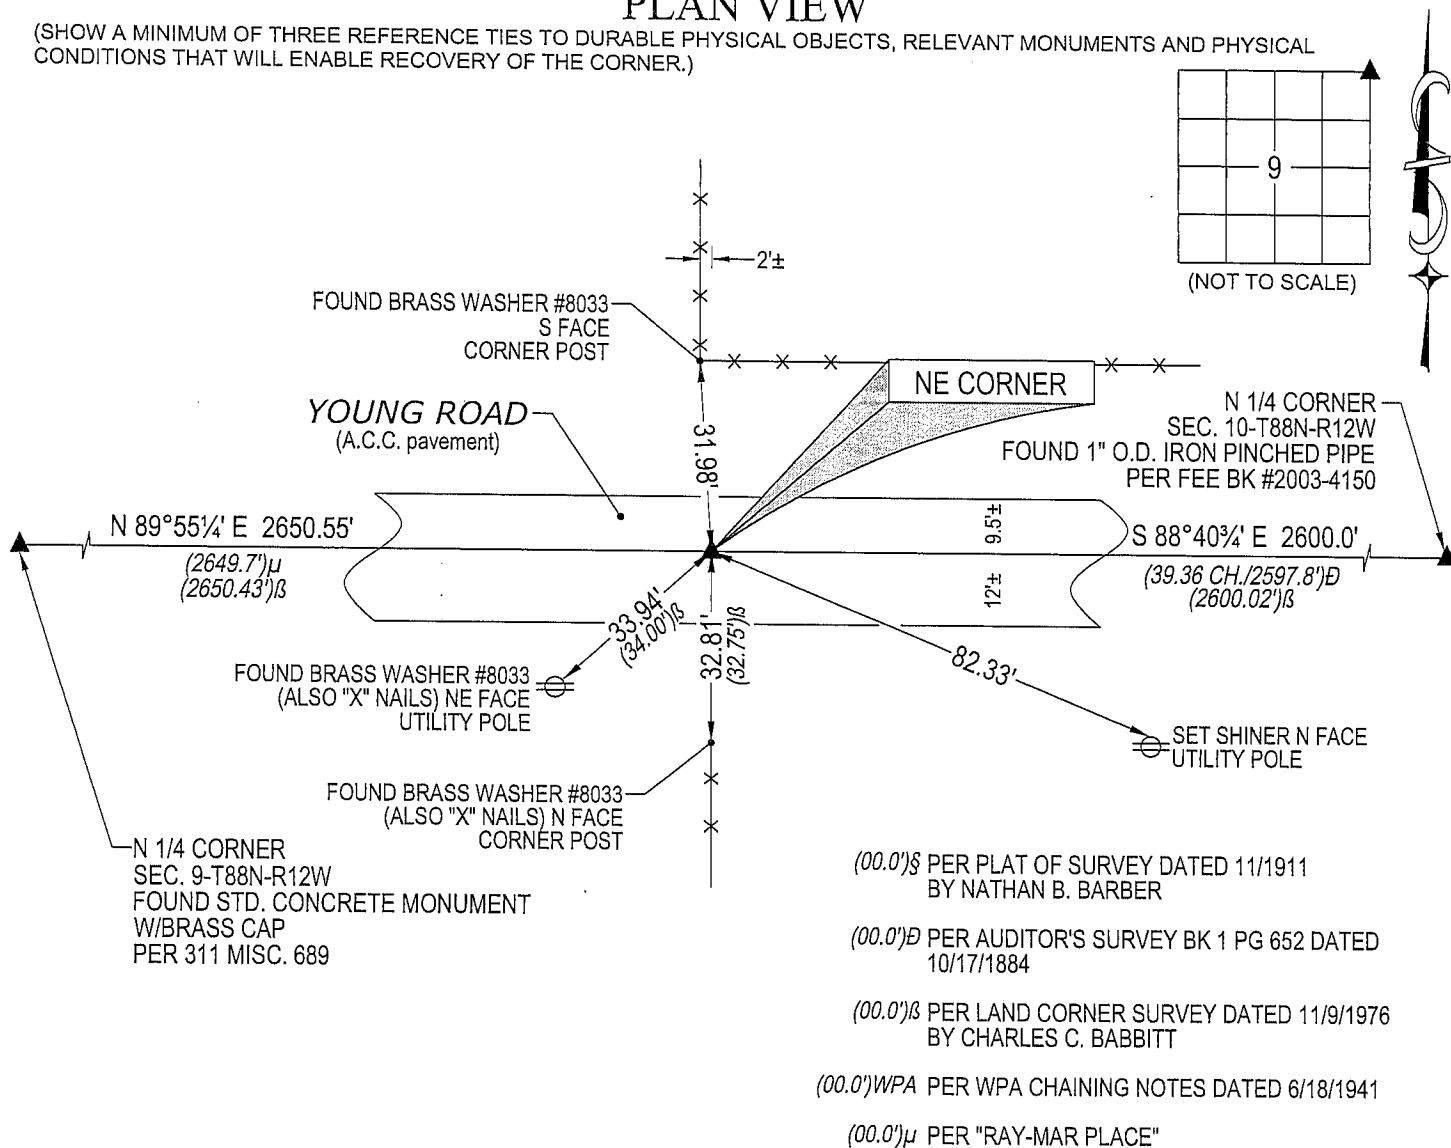 PLAN VIEW
(SHOW A MINIMUM OF THREE REFERENCE TIES TO DURABLE PHYSICAL OBJECTS, RELEVANT MONUMENTS AND PHYSICAL
CONDITIONS THAT WILL ENABLE RECOVERY OF THE CORNER.)
9
(NOT TO SCALE)
2'±
FOUND BRASS WASHER #8033
S FACE
CORNER POST
NE CORNER
YOUNG ROAD
(A.C.C. pavement)
31.98'
N 1/4 CORNER
SEC. 10-T88N-R12W
FOUND 1" O.D. IRON PINCHED PIPE
PER FEE BK #2003-4150
N 89°55¼' E 2650.55'
(2649.7')µ
(2650.43')ß
9.5'±
12'±
S 88°40¾' E 2600.0'
(39.36 CH./2597.8')Đ
(2600.02')ß
33.94'
(34.00')ß
32.81'
(32.75')ß
82.33'
FOUND BRASS WASHER #8033
(ALSO "X" NAILS) NE FACE
UTILITY POLE
SET SHINER N FACE
UTILITY POLE
FOUND BRASS WASHER #8033
(ALSO "X" NAILS) N FACE
CORNER POST
N 1/4 CORNER
SEC. 9-T88N-R12W
FOUND STD. CONCRETE MONUMENT
W/BRASS CAP
PER 311 MISC. 689
(00.0')§ PER PLAT OF SURVEY DATED 11/1911
BY NATHAN B. BARBER
(00.0')Đ PER AUDITOR'S SURVEY BK 1 PG 652 DATED
10/17/1884
(00.0')ß PER LAND CORNER SURVEY DATED 11/9/1976
BY CHARLES C. BABBITT
(00.0')WPA PER WPA CHAINING NOTES DATED 6/18/1941
(00.0')µ PER "RAY-MAR PLACE"